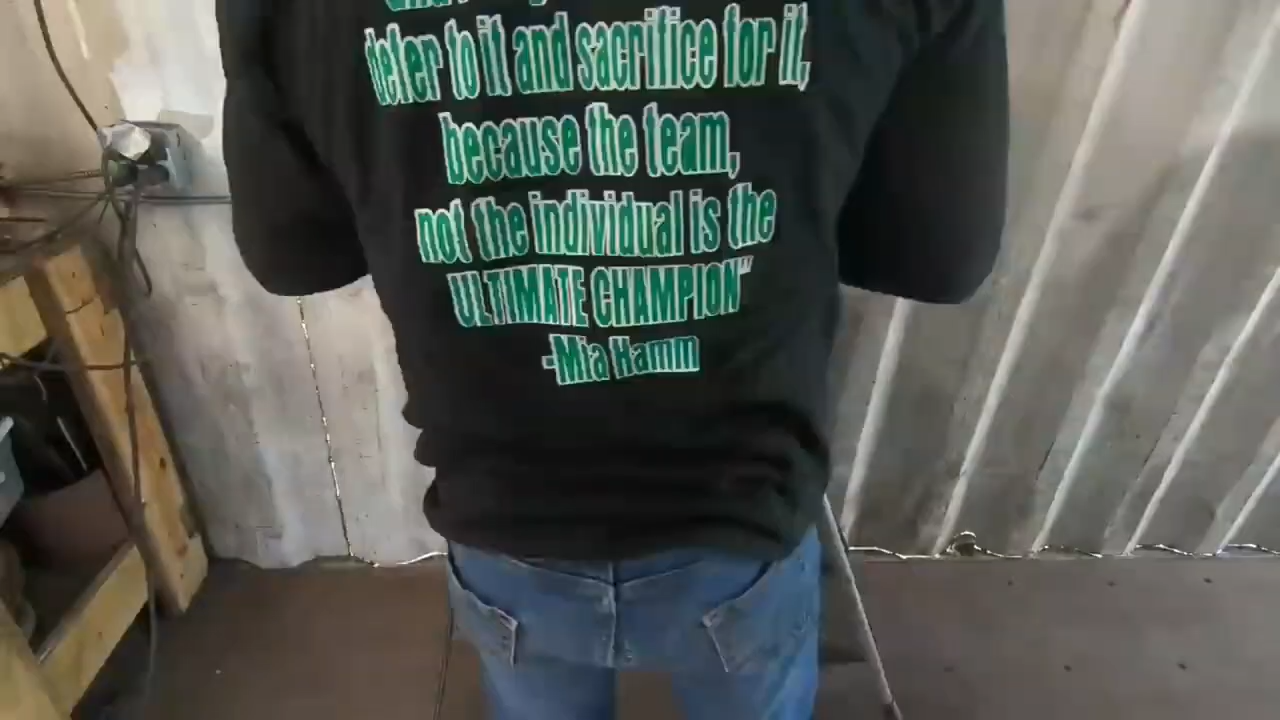 defer to it and sacrifice for it,
because the team,
not the individual is the
ULTIMATE CHAMPION"
-Mia Hamm